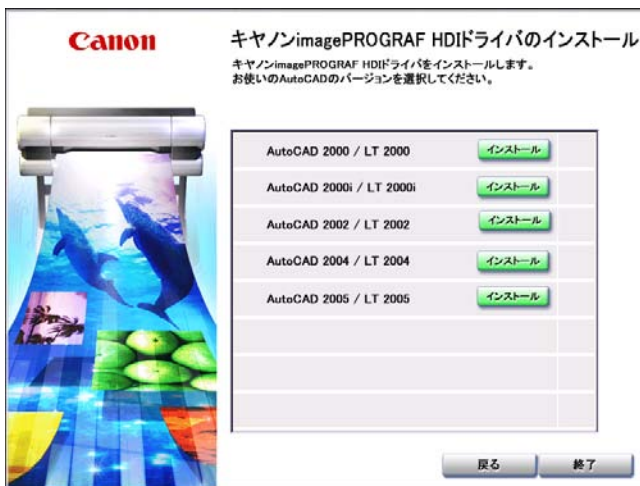 Canon
キヤノンimagePROGRAF HDIドライバのインストール
キヤノンimagePROGRAF HDIドライバをインストールします。
お使いのAutoCADのバージョンを選択してください。
AutoCAD 2000 / LT 2000 インストール
AutoCAD 2000i / LT 2000i インストール
AutoCAD 2002 / LT 2002 インストール
AutoCAD 2004 / LT 2004 インストール
AutoCAD 2005 / LT 2005 インストール
戻る 終了